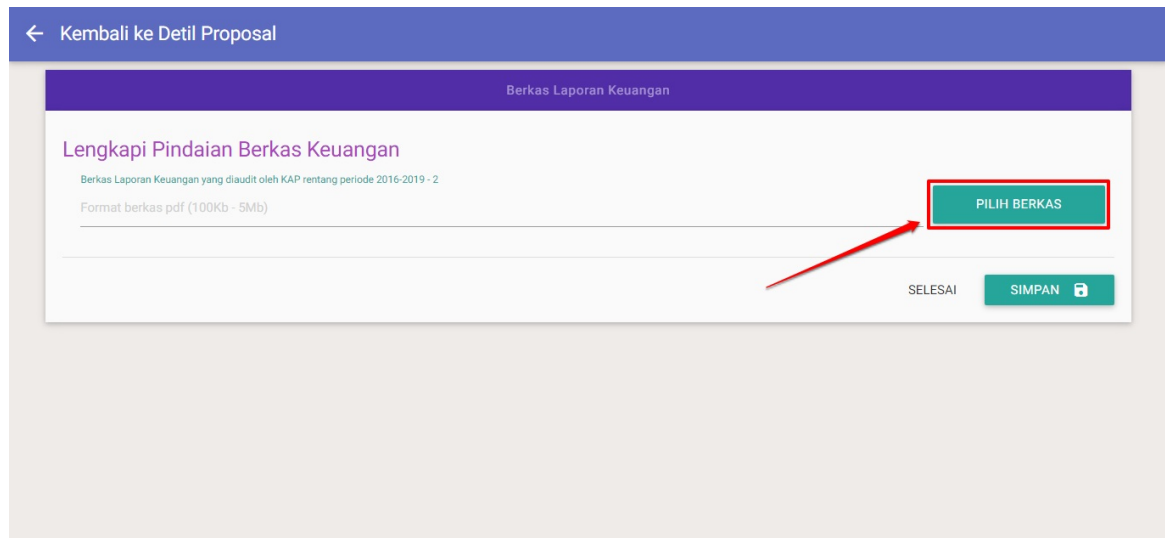 Kembali ke Detil Proposal
Berkas Laporan Keuangan
Lengkapi Pindaian Berkas Keuangan
Berkas Laporan Keuangan yang diaudit oleh KAP rentang periode 2016-2019 - 2
Format berkas pdf (100Kb - 5Mb)
PILIH BERKAS
SELESAI
SIMPAN